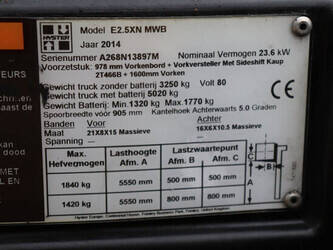 HYSTER
Model E2.5XN MWB
Jaar 2014
Serienummer A268N13897M Nominaal Vermogen 23.6 kW
Voorzetstuk: 978 mm Vorkenbord + Vorkversteller Met Sideshift Kaup
2T466B + 1600mm Vorken
Gewicht truck zonder batterij 3250 kg Volt 80
Gewicht truck met batterij 5020 kg
Gewicht Batterij: Min 1320 kg Max. 1770 kg
Spoorbreedte vóór 905 mm Kantelhoek Achterwaarts 5.0 Graden
Banden Voor Achter
Maat 21X8X15 Massieve 16X6X10.5 Massieve
Spanning --- ---
Max. Hefvermogen Lasthoogte Afm. A Lastzwaartepunt Afm. B Afm. C
1840 kg 5550 mm 500 mm 500 mm
1420 kg 5550 mm 800 mm 800 mm
A
B
C
TEURS